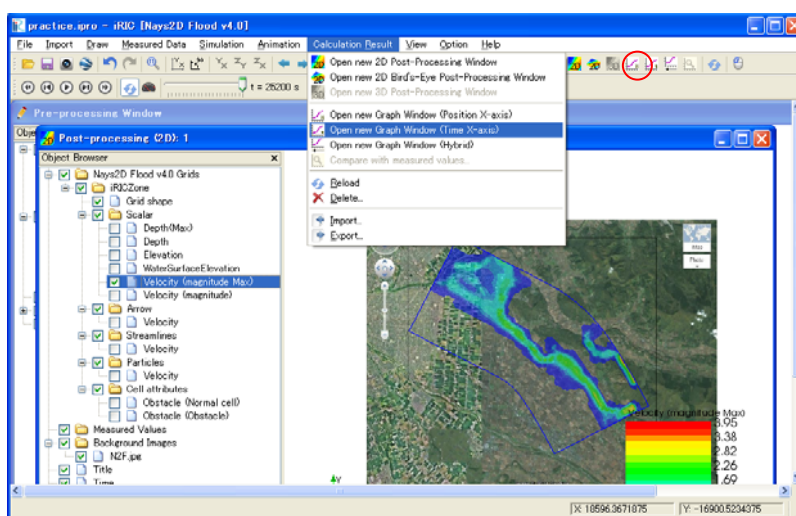 practice.ipro - iRIC [Nays2D Flood v4.0]
File Import Draw Measured Data Simulation Animation Calculation Result View Option Help
t = 25200 s
Open new 2D Post-Processing Window
Open new 2D Bird's-Eye Post-Processing Window
Open new 3D Post-Processing Window
Open new Graph Window (Position X-axis)
Open new Graph Window (Time X-axis)
Open new Graph Window (Hybrid)
Compare with measured values..
Reload
Delete..
Import..
Export..
Pre-processing Window
Obje
Post-processing (2D): 1
Object Browser
Nays2D Flood v4.0 Grids
iRICZone
Grid shape
Scalar
Depth(Max)
Depth
Elevation
WaterSurfaceElevation
Velocity (magnitude Max)
Velocity (magnitude)
Arrow
Velocity
Streamlines
Velocity
Particles
Velocity
Cell attributes
Obstacle (Normal cell)
Obstacle (Obstacle)
Measured Values
Background Images
N2F.jpg
Title
Time
Map
Photo
Velocity (magnitude Max)
3.95
3.38
2.82
2.26
1.69
Y
X: 18596.3671875 Y: -16900.5234375